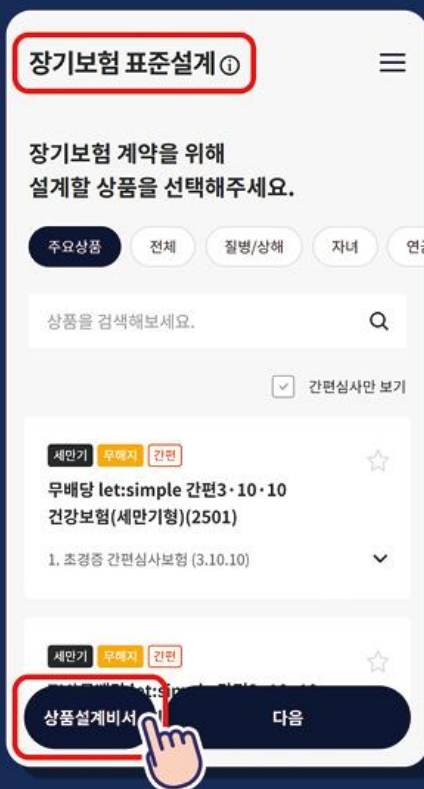 장기보험 표준설계
장기보험 계약을 위해
설계할 상품을 선택해주세요.
주요상품 전체 질병/상해 자녀
상품을 검색해보세요.
간편심사만 보기
세만기 무해지 간편
무배당 let:simple 간편3·10·10
건강보험(세만기형)(2501)
1. 초경증 간편심사보험 (3.10.10)
세만기 무해지 간편
상품설계비서 다음